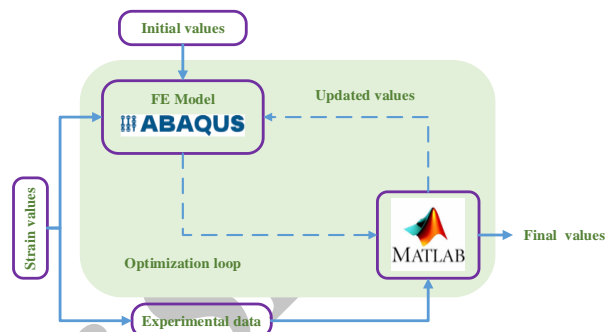 Initial values
FE Model
ABAQUS
Updated values
Strain values
MATLAB
Final values
Optimization loop
Experimental data